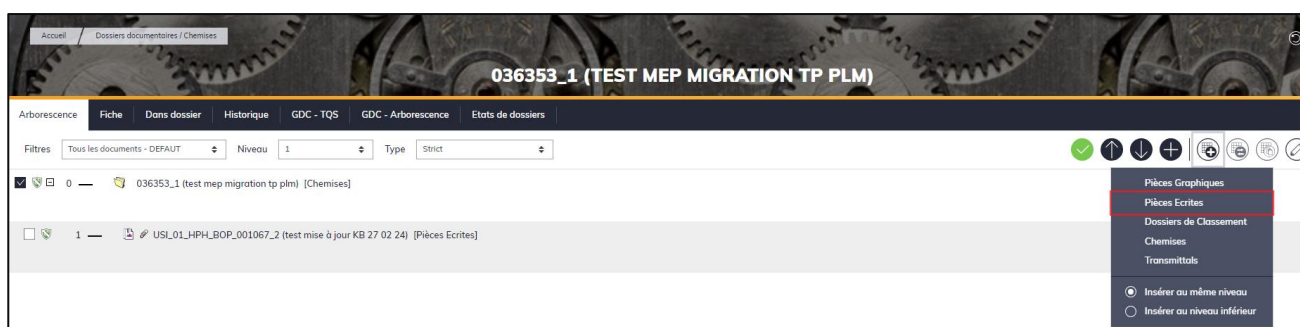 Accueil / Dossiers documentaires / Chemises
036353_1 (TEST MEP MIGRATION TP PLM)
Arborescence Fiche Dans dossier Historique GDC - TQS GDC - Arborescence Etats de dossiers
Filtres Tous les documents - DEFAUT Niveau 1 Type Strict
0 — 036353_1 (test mep migration tp plm) [Chemises]
1 — USI_01_HPH_BOP_001067_2 (test mise à jour KB 27 02 24) [Pièces Ecrites]
Pièces Graphiques
Pièces Ecrites
Dossiers de Classement
Chemises
Transmittals
Insérer au même niveau
Insérer au niveau inférieur